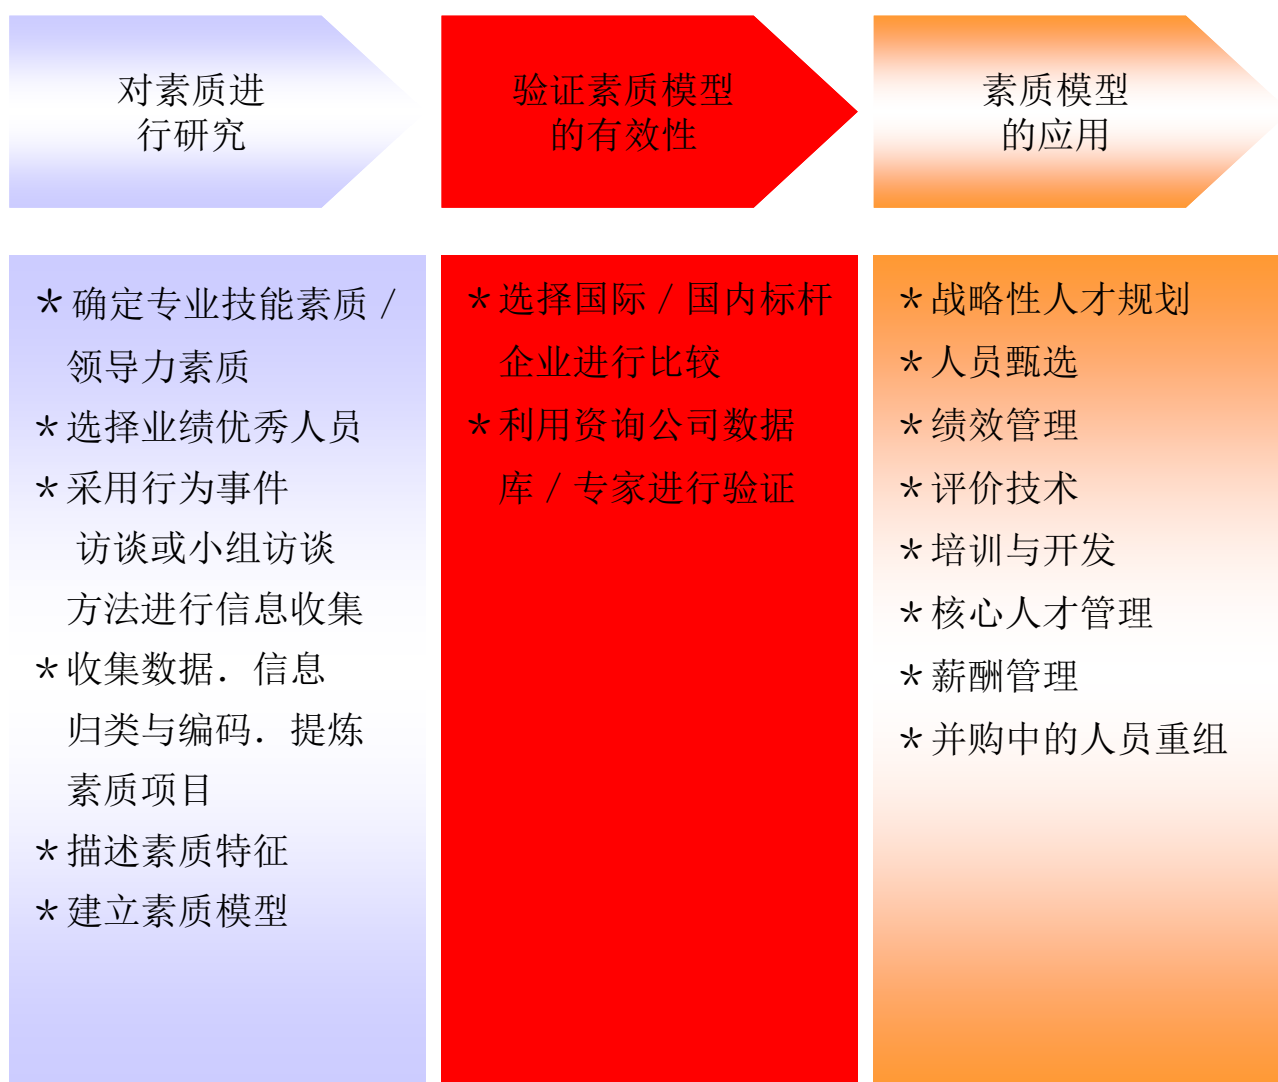 对素质进
行研究
验证素质模型
的有效性
素质模型
的应用
*确定专业技能素质/
领导力素质
*选择业绩优秀人员
*采用行为事件
访谈或小组访谈
方法进行信息收集
*收集数据．信息
归类与编码．提炼
素质项目
*描述素质特征
*建立素质模型
*选择国际/国内标杆
企业进行比较
*利用资询公司数据
库/专家进行验证
*战略性人才规划
*人员甄选
*绩效管理
*评价技术
*培训与开发
*核心人才管理
*薪酬管理
*并购中的人员重组